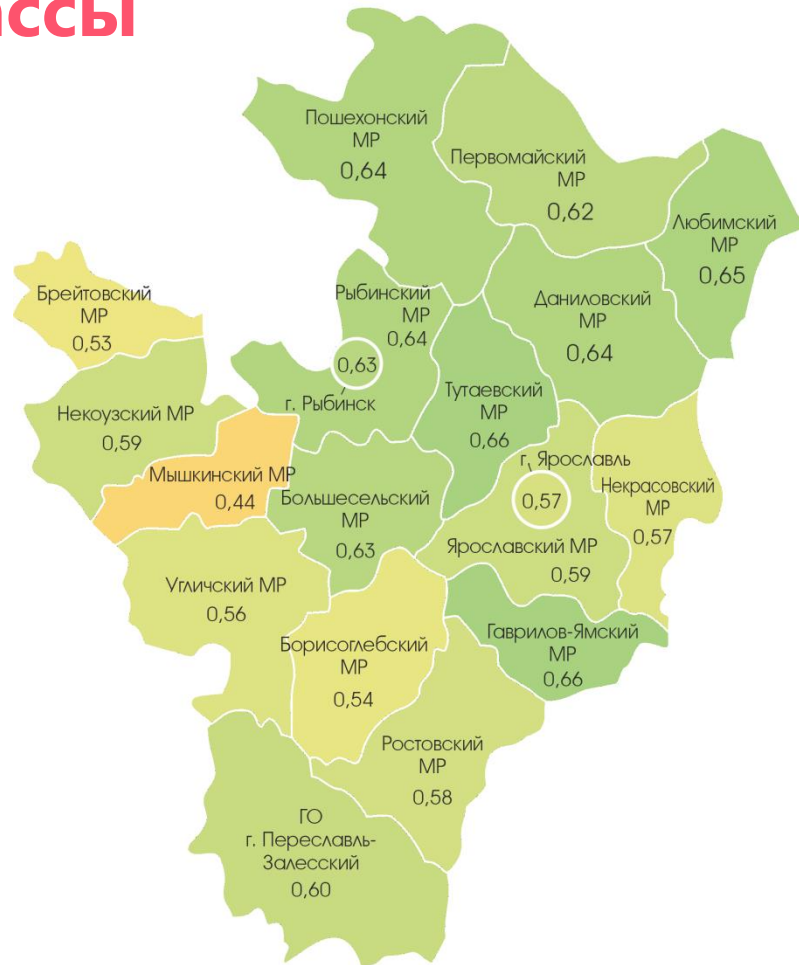 ассы
Пошехонский
МР
0,64
Первомайский
МР
0,62
Любимский
МР
0,65
Брейтовский
МР
0,53
Рыбинский
МР
0,64
0,63
г. Рыбинск
Даниловский
МР
0,64
Некоузский МР
0,59
Тутаевский
МР
0,66
Мышкинский МР
0,44
г. Ярославль
0,57
Большесельский
МР
0,63
Некрасовский
МР
0,57
Ярославский МР
0,59
Угличский МР
0,56
Борисоглебский
МР
0,54
Гаврилов-Ямский
МР
0,66
Ростовский
МР
0,58
ГО
г. Переславль-
Залесский
0,60